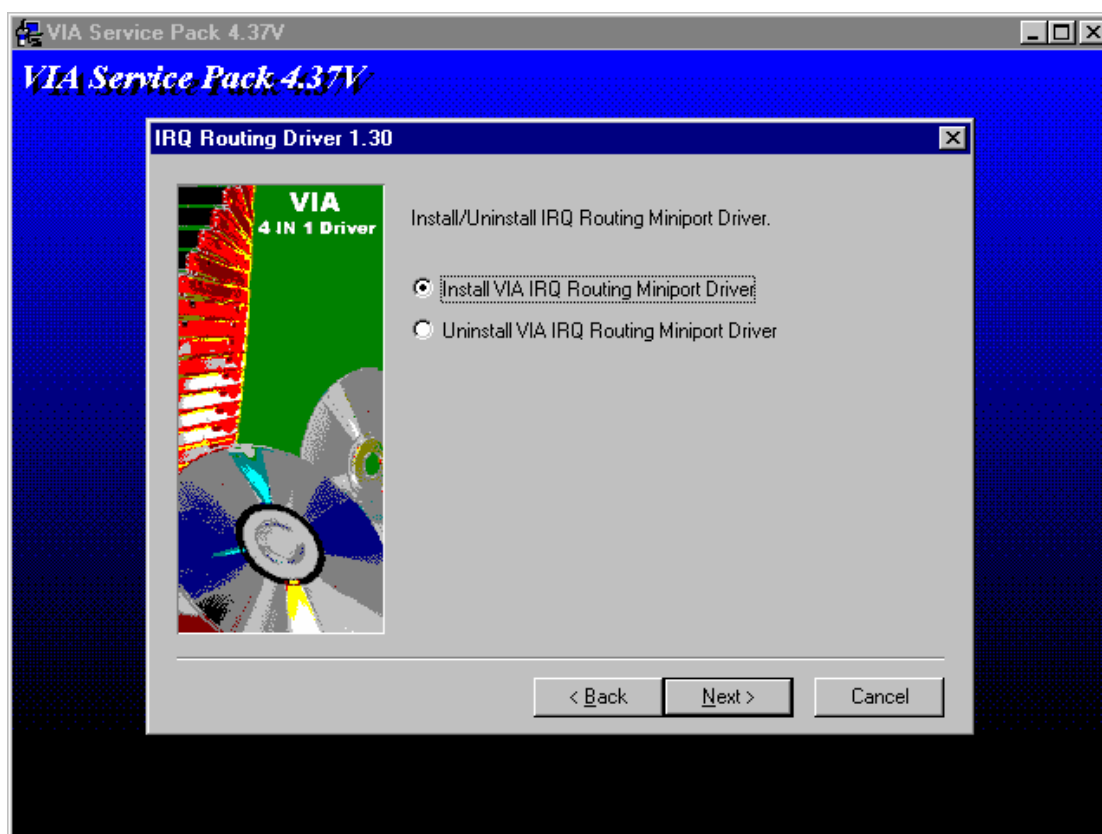 VIA Service Pack 4.37V
VIA Service Pack 4.37V
IRQ Routing Driver 1.30
VIA
4 IN 1 Driver
Install/Uninstall IRQ Routing Miniport Driver.
Install VIA IRQ Routing Miniport Driver
Uninstall VIA IRQ Routing Miniport Driver
< Back
Next >
Cancel